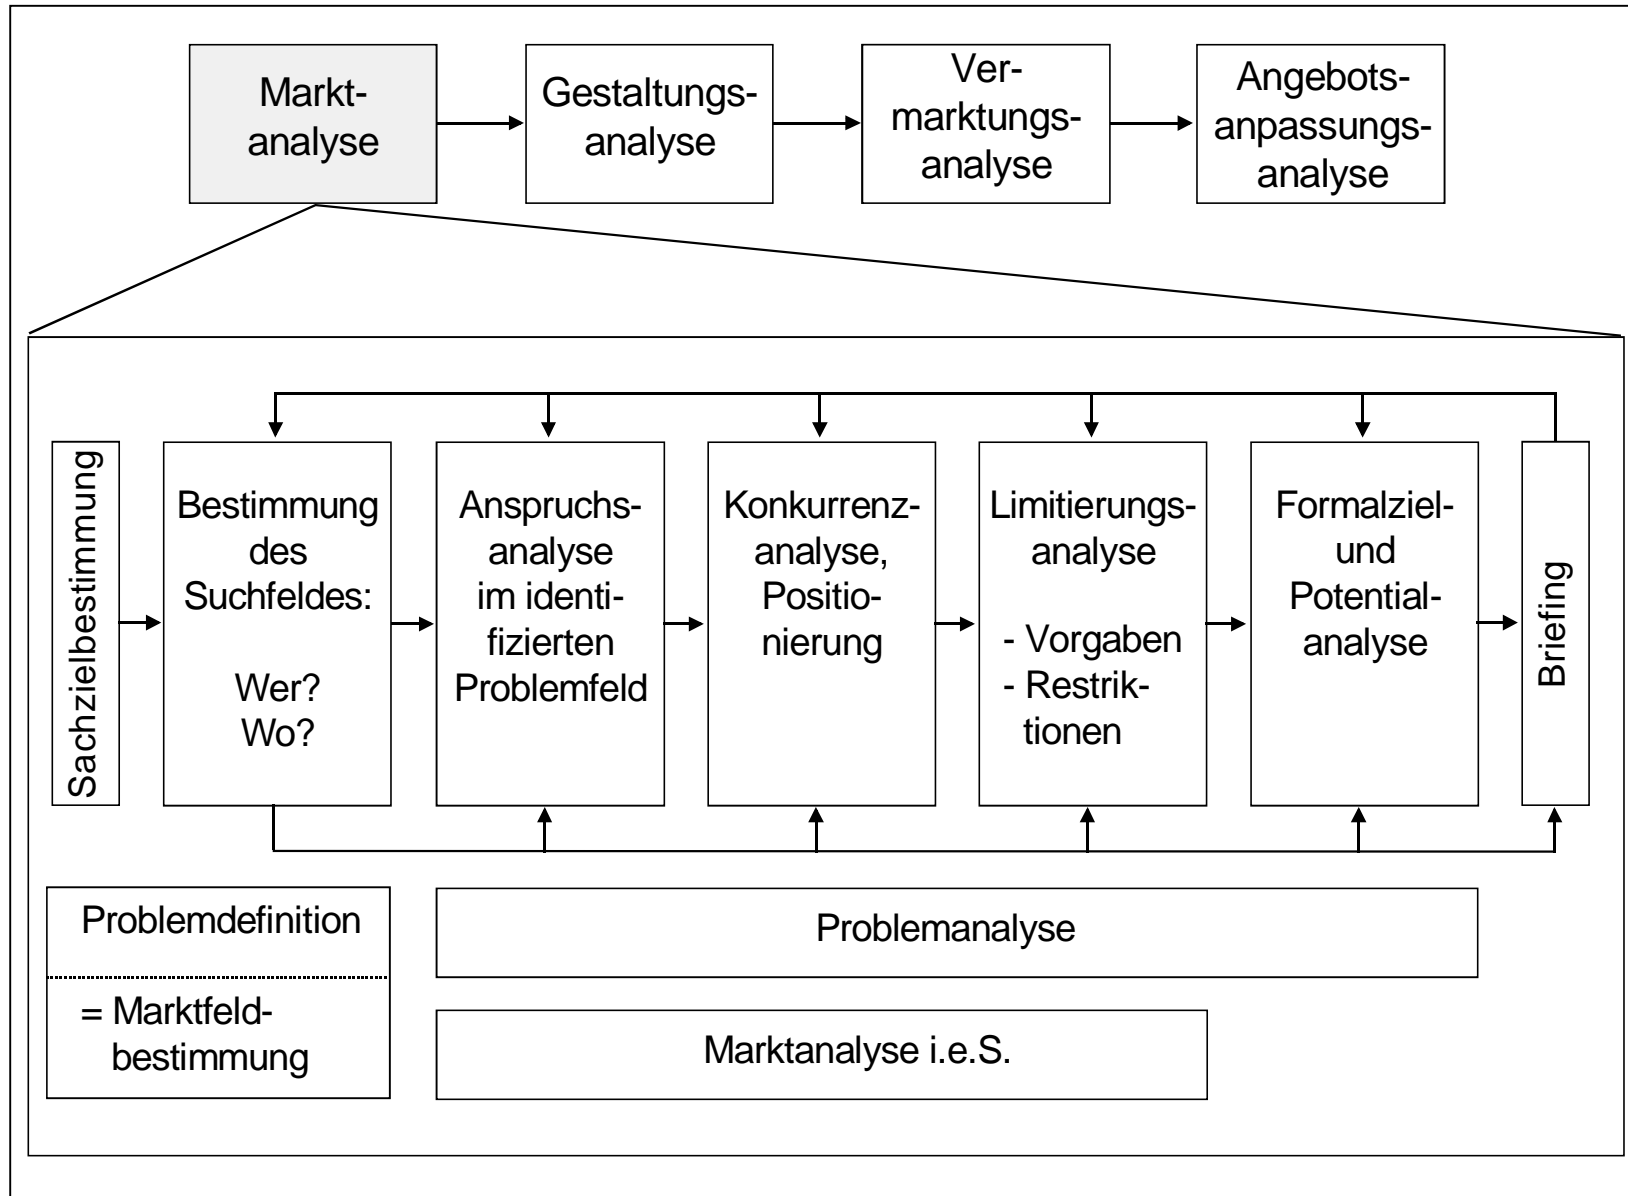 Markt-
analyse
Gestaltungs-
analyse
Ver-
marktungs-
analyse
Angebots-
anpassungs-
analyse
Sachzielbestimmung
Bestimmung
des
Suchfeldes:
Wer?
Wo?
Anspruchs-
analyse
im identi-
fizierten
Problemfeld
Konkurrenz-
analyse,
Positio-
nierung
Limitierungs-
analyse
- Vorgaben
- Restrik-
tionen
Formalziel-
und
Potential-
analyse
Briefing
Problemdefinition
= Marktfeld-
bestimmung
Problemanalyse
Marktanalyse i.e.S.